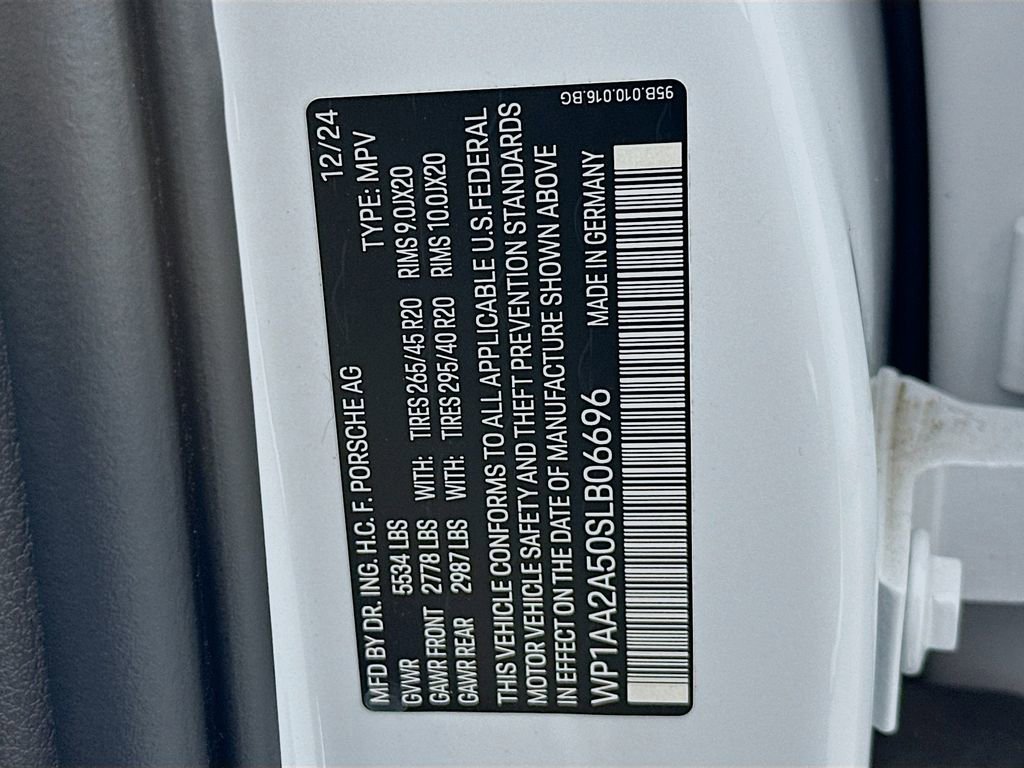 12/24
MFD BY DR. ING. H.C. F. PORSCHE AG
GVWR 5534 LBS TYPE: MPV
GAWR FRONT 2778 LBS WITH: TIRES 265/45 R20 RIMS 9.0JX20
GAWR REAR 2987 LBS WITH: TIRES 295/40 R20 RIMS 10.0JX20
THIS VEHICLE CONFORMS TO ALL APPLICABLE U.S. FEDERAL
MOTOR VEHICLE SAFETY AND THEFT PREVENTION STANDARDS
IN EFFECT ON THE DATE OF MANUFACTURE SHOWN ABOVE
WP1AA2A50SLB06696 MADE IN GERMANY
95B.010.016.BG